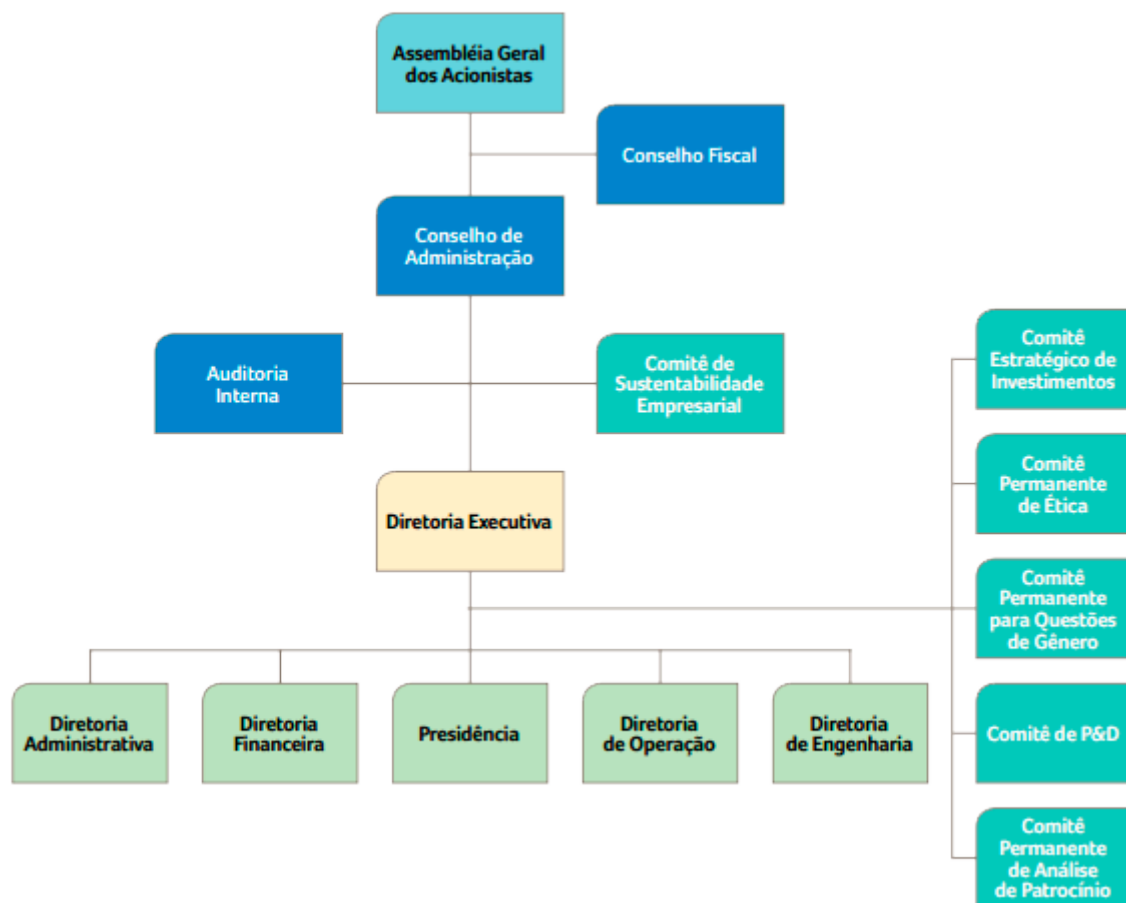 Assembléia Geral
dos Acionistas
Conselho Fiscal
Conselho de
Administração
Auditoria
Interna
Comitê de
Sustentabilidade
Empresarial
Diretoria Executiva
Comitê
Estratégico de
Investimentos
Comitê
Permanente
de Ética
Comitê
Permanente
para Questões
de Gênero
Comitê de P&D
Comitê
Permanente
de Análise
de Patrocínio
Diretoria
Administrativa
Diretoria
Financeira
Presidência
Diretoria
de Operação
Diretoria
de Engenharia